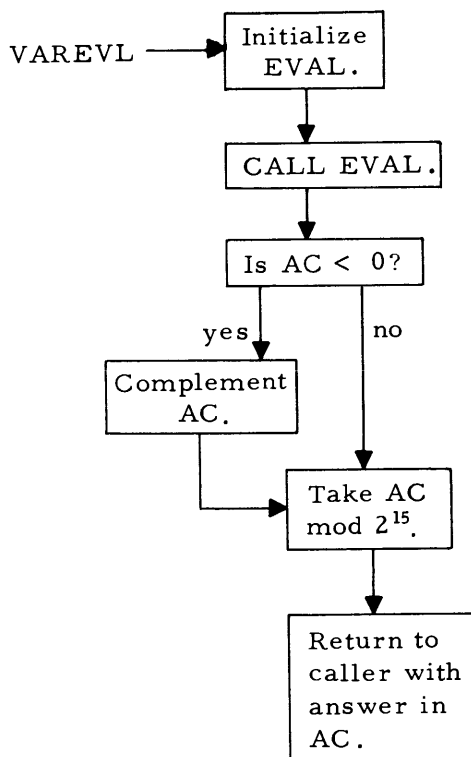 VAREVL
Initialize
EVAL.
CALL EVAL.
Is AC < 0?
yes
no
Complement
AC.
Take AC
mod 2¹⁵.
Return to
caller with
answer in
AC.